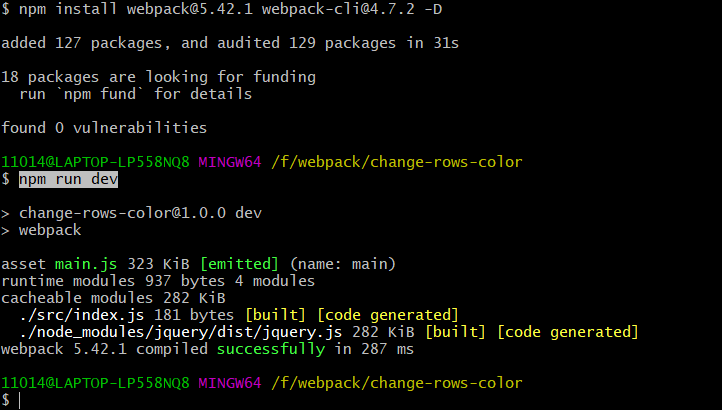 $ npm install webpack@5.42.1 webpack-cli@4.7.2 -D
added 127 packages, and audited 129 packages in 31s
18 packages are looking for funding
run `npm fund` for details
found 0 vulnerabilities
11014@LAPTOP-LP558NQ8 MINGW64 /f/webpack/change-rows-color
$ npm run dev
> change-rows-color@1.0.0 dev
> webpack
asset main.js 323 KiB [emitted] (name: main)
runtime modules 937 bytes 4 modules
cacheable modules 282 KiB
./src/index.js 181 bytes [built] [code generated]
./node_modules/jquery/dist/jquery.js 282 KiB [built] [code generated]
webpack 5.42.1 compiled successfully in 287 ms
11014@LAPTOP-LP558NQ8 MINGW64 /f/webpack/change-rows-color
$